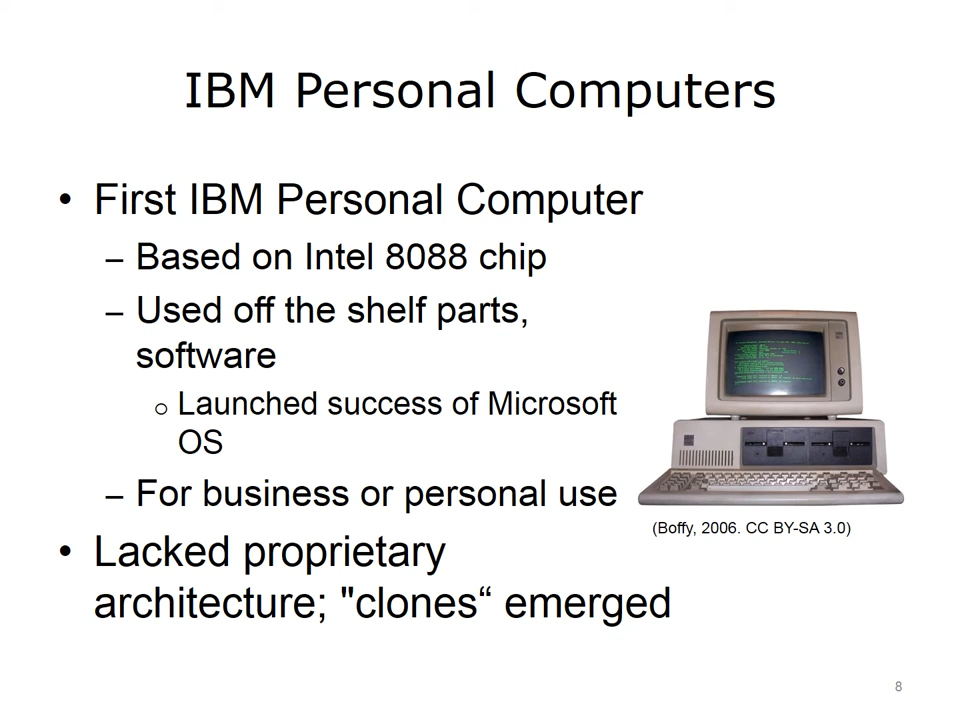 IBM Personal Computers
• First IBM Personal Computer
– Based on Intel 8088 chip
– Used off the shelf parts,
software
o Launched success of Microsoft
OS
– For business or personal use
(Boffy, 2006. CC BY-SA 3.0)
• Lacked proprietary
architecture; "clones“ emerged
8